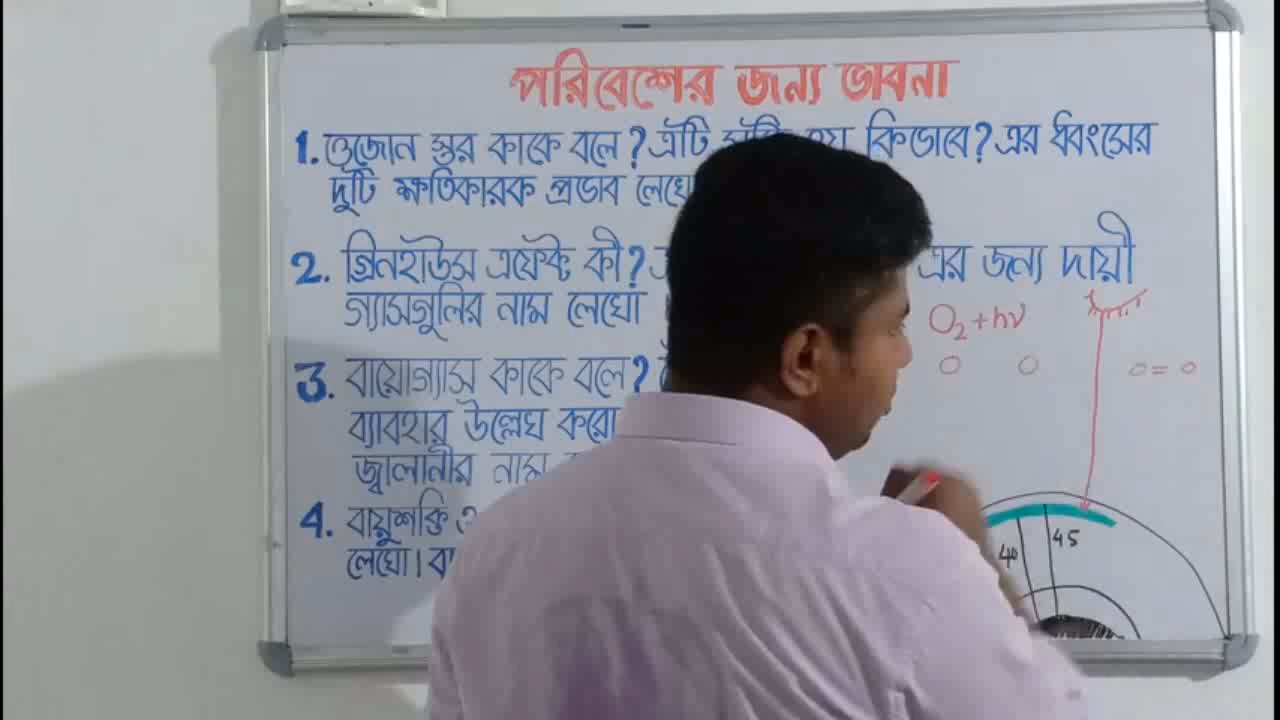 পরিবেশের জন্য ভাবনা
1. ওজোন স্তর কাকে বলে? এটি কিভাবে? এর ধ্বংসের
দুটি ক্ষতিকারক প্রভাব লেখো
2. গ্রিনহাউস এফেক্ট কী? এর জন্য দায়ী
গ্যাসগুলির নাম লেখো
O2+hν
3. বায়োগ্যাস কাকে বলে?
O O O=O
ব্যাবহার উল্লেখ করো
জ্বালানীর নাম
4. বায়ুশক্তি ও
লেখো।
40 45